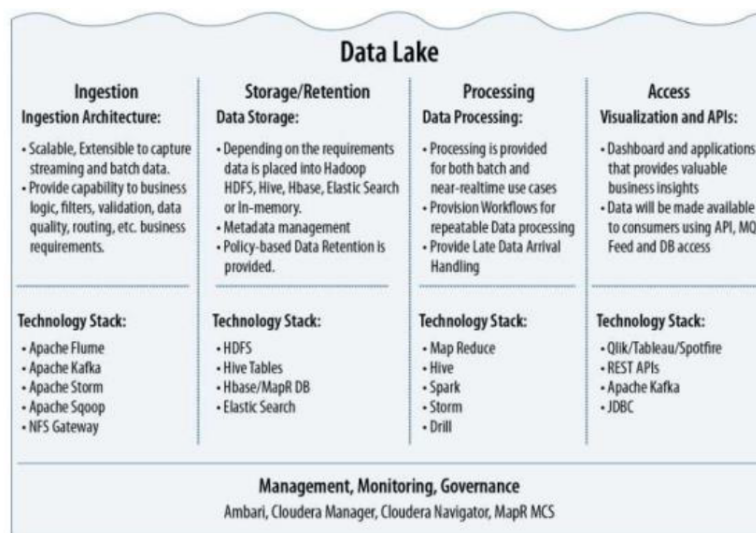 Data Lake
Ingestion
Ingestion Architecture:
• Scalable, Extensible to capture
streaming and batch data.
• Provide capability to business
logic, filters, validation, data
quality, routing, etc. business
requirements.
Technology Stack:
• Apache Flume
• Apache Kafka
• Apache Storm
• Apache Sqoop
• NFS Gateway
Storage/Retention
Data Storage:
• Depending on the requirements
data is placed into Hadoop
HDFS, Hive, Hbase, Elastic Search
or In-memory.
• Metadata management
• Policy-based Data Retention is
provided.
Technology Stack:
• HDFS
• Hive Tables
• Hbase/MapR DB
• Elastic Search
Processing
Data Processing:
• Processing is provided
for both batch and
near-realtime use cases
• Provision Workflows for
repeatable Data processing
• Provide Late Data Arrival
Handling
Technology Stack:
• Map Reduce
• Hive
• Spark
• Storm
• Drill
Access
Visualization and APIs:
• Dashboard and applications
that provides valuable
business insights
• Data will be made available
to consumers using API, MQ
Feed and DB access
Technology Stack:
• Qlik/Tableau/Spotfire
• REST APIs
• Apache Kafka
• JDBC
Management, Monitoring, Governance
Ambari, Cloudera Manager, Cloudera Navigator, MapR MCS